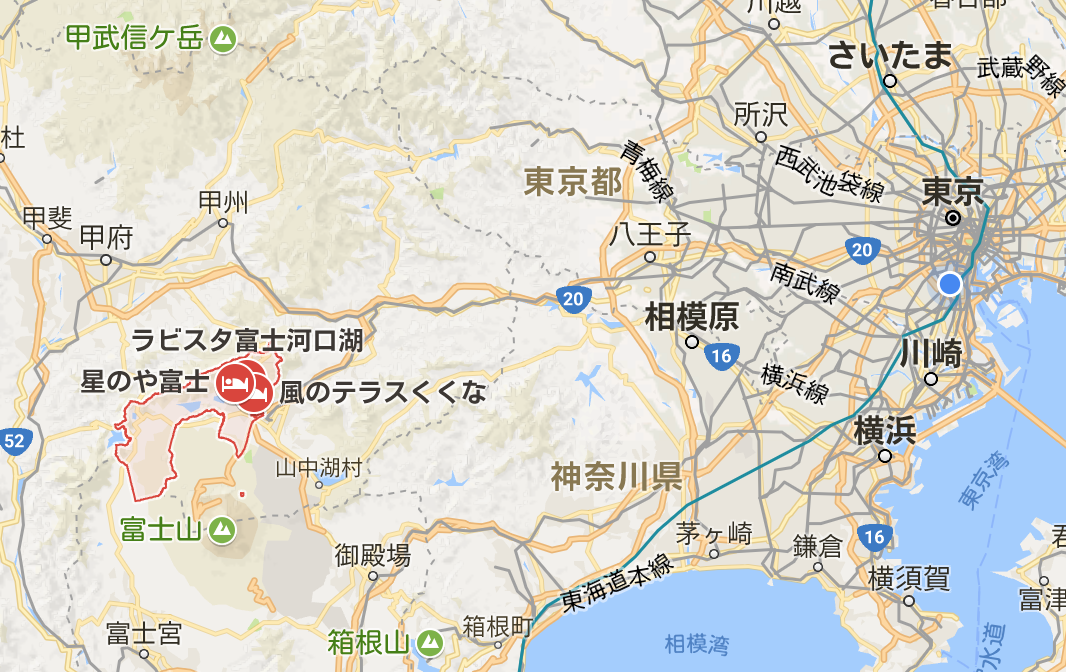 川越
春日部
甲武信ケ岳
さいたま
武蔵野線
所沢
青梅線
西武池袋線
東京都
東京
甲州
甲斐
甲府
八王子
20
南武線
20
相模原
16
川崎
ラビスタ富士河口湖
星のや富士
風のテラスくくな
横浜線
横浜
52
山中湖村
神奈川県
東京湾
富士山
茅ヶ崎
16
鎌倉
御殿場
東海道本線
横須賀
富津
箱根町
富士宮
箱根山
相模湾
水道
杜
君